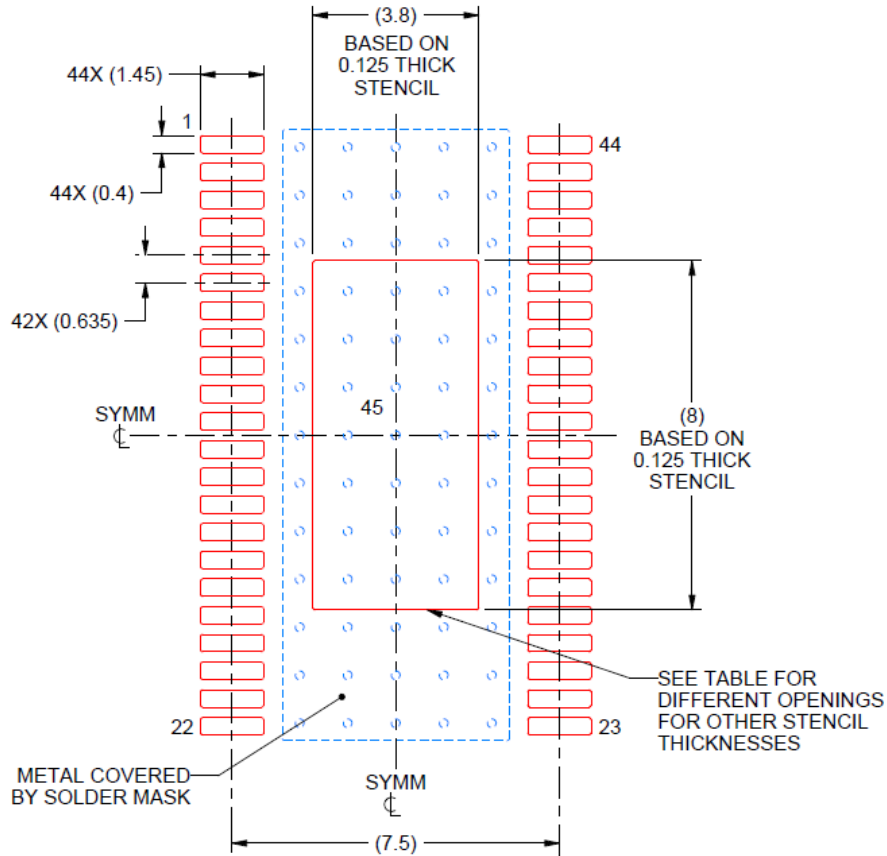 (3.8)
BASED ON
0.125 THICK
STENCIL
44X (1.45)
1
44
44X (0.4)
42X (0.635)
45
SYMM
(8)
BASED ON
0.125 THICK
STENCIL
SEE TABLE FOR
DIFFERENT OPENINGS
FOR OTHER STENCIL
THICKNESSES
22
23
METAL COVERED
BY SOLDER MASK
SYMM
(7.5)